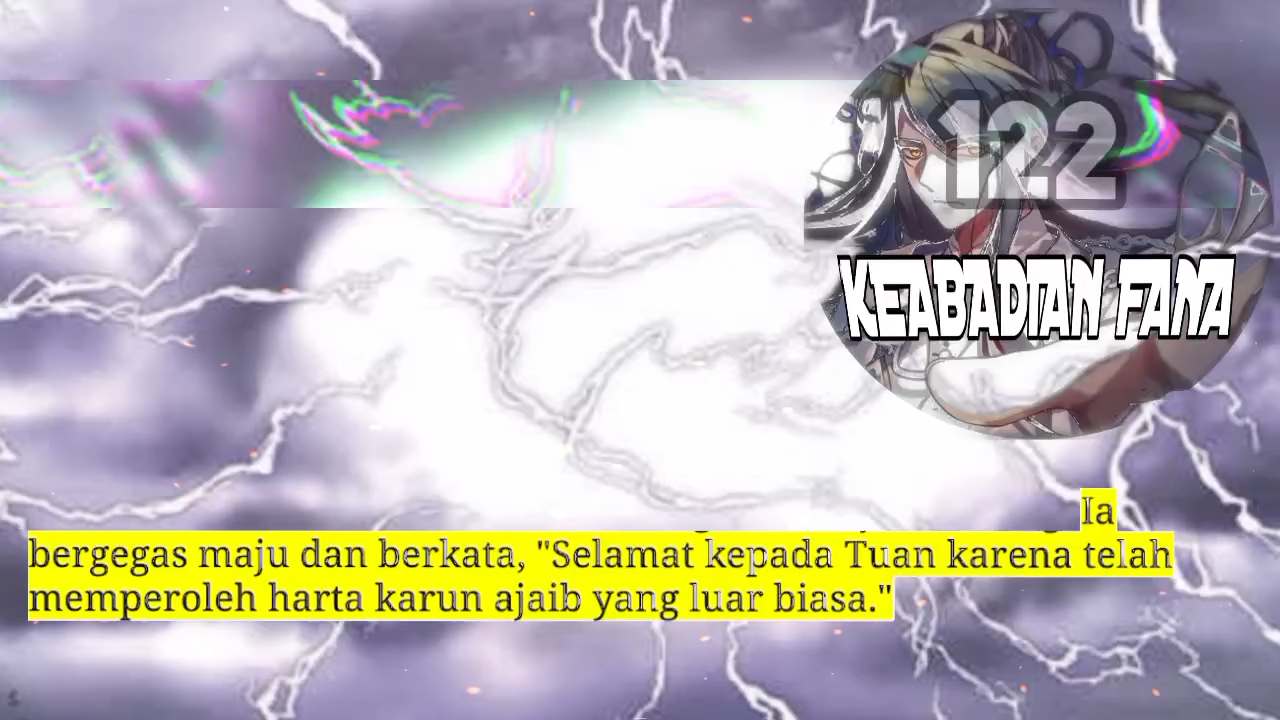 122
KEABADIAN FANA
Ia
bergegas maju dan berkata, "Selamat kepada Tuan karena telah
memperoleh harta karun ajaib yang luar biasa."